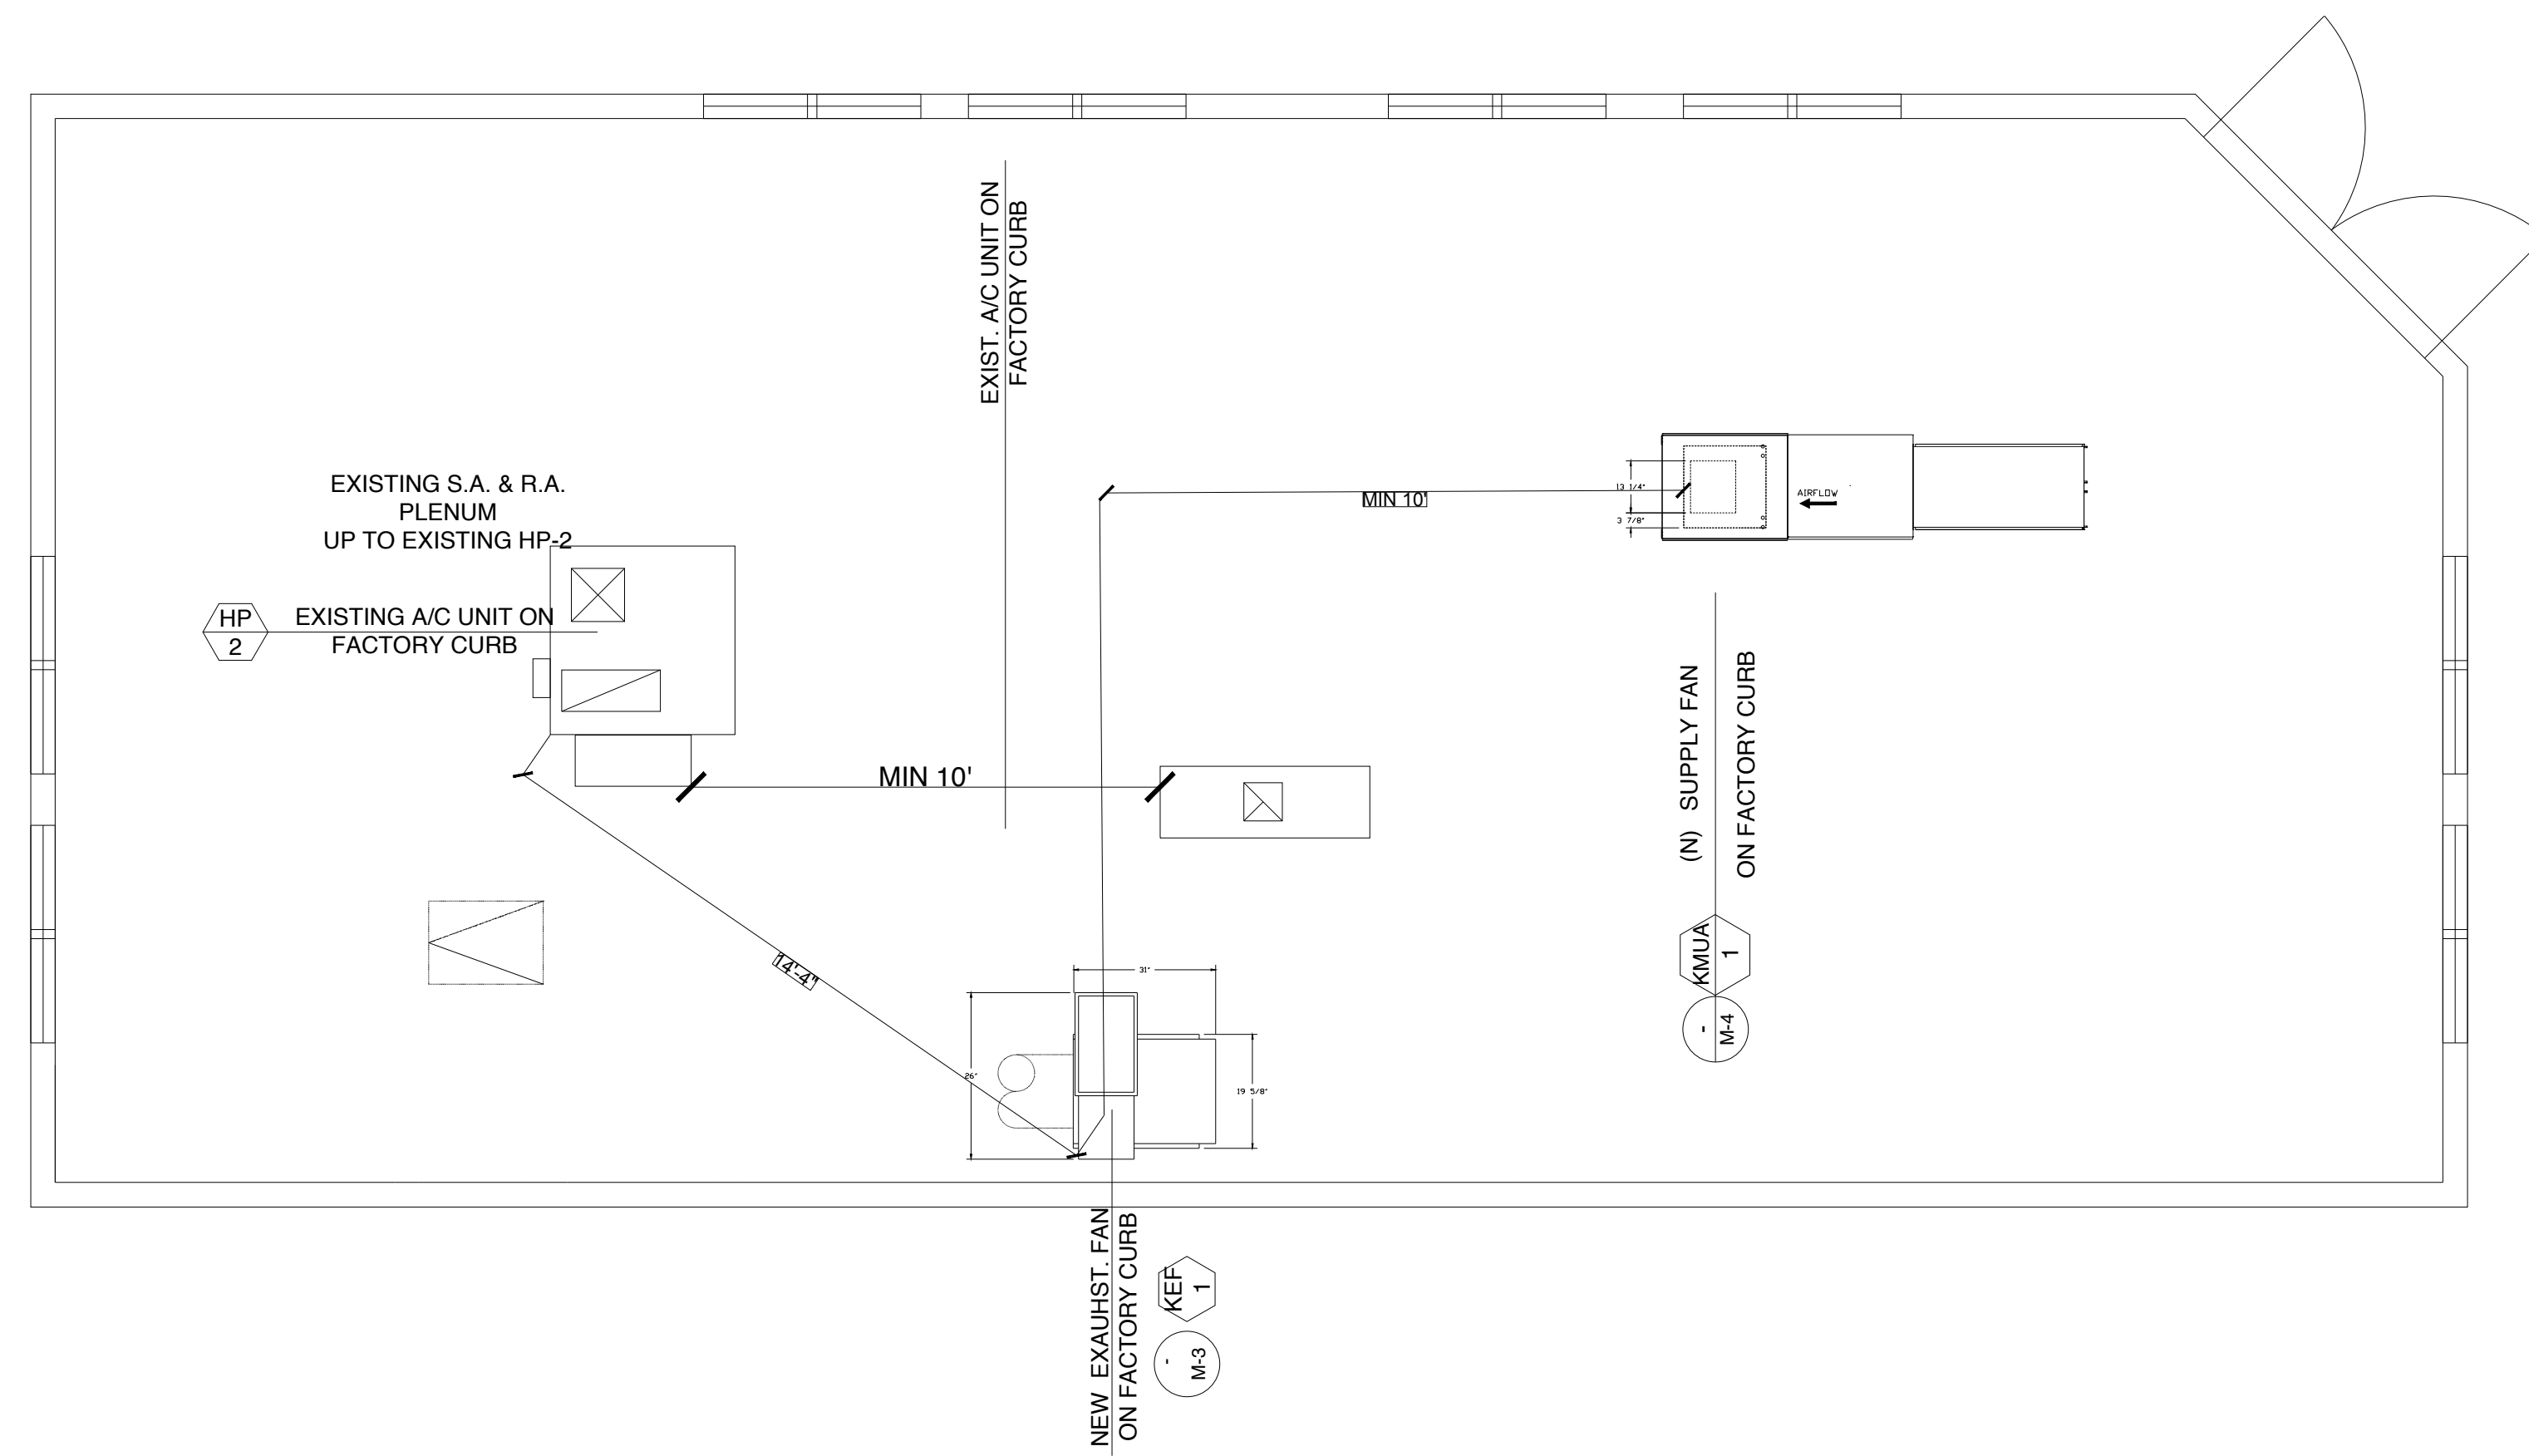 EXIST. A/C UNIT ON
FACTORY CURB
EXISTING S.A. & R.A.
PLENUM
UP TO EXISTING HP-2
HP
2
EXISTING A/C UNIT ON
FACTORY CURB
MIN 10'
13 1/4"
3 7/8"
AIRFLOW
MIN 10'
(N) SUPPLY FAN
ON FACTORY CURB
KMUA
1
-
M-4
14'-4"
31"
26"
19 5/8"
NEW EXAUHST. FAN
ON FACTORY CURB
KEF
1
-
M-3